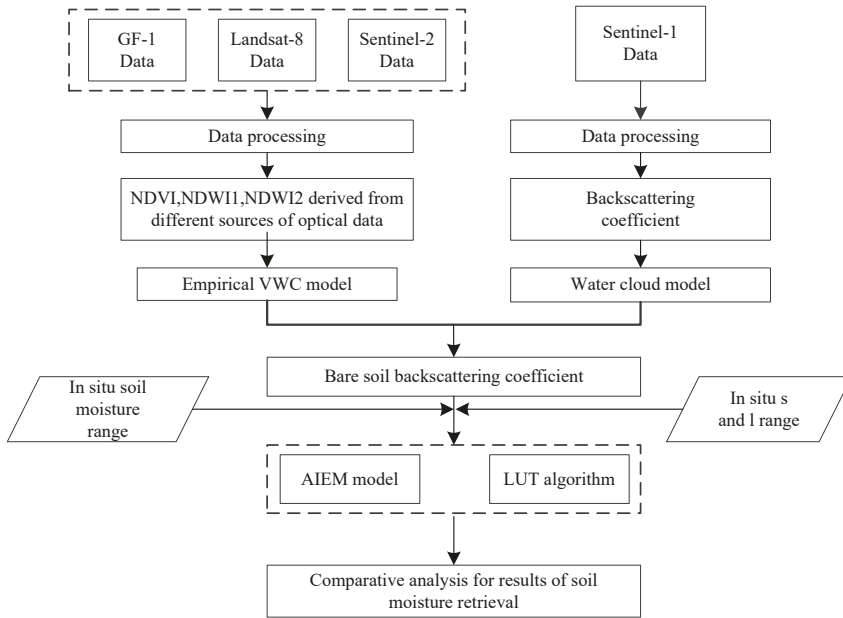 GF-1
Data
Landsat-8
Data
Sentinel-2
Data
Sentinel-1
Data
Data processing
Data processing
NDVI,NDWI1,NDWI2 derived from
different sources of optical data
Backscattering
coefficient
Empirical VWC model
Water cloud model
Bare soil backscattering coefficient
In situ soil
moisture
range
In situ s
and l range
AIEM model
LUT algorithm
Comparative analysis for results of soil
moisture retrieval